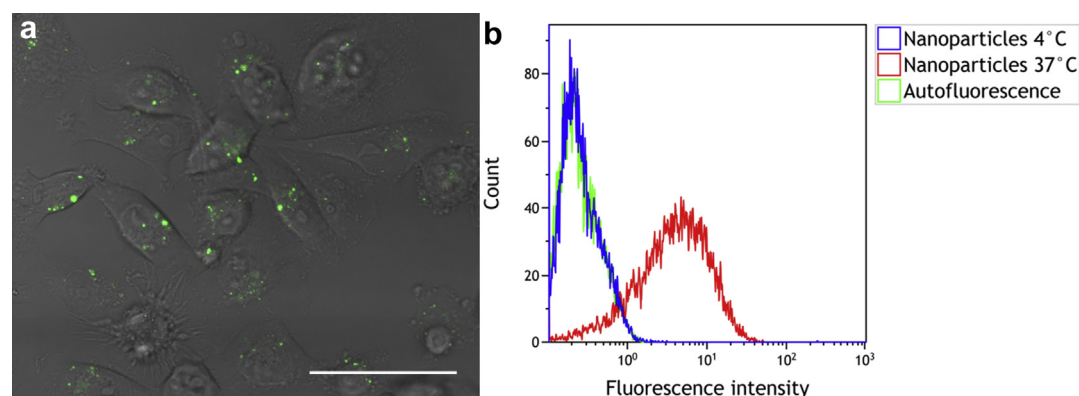 a
b
Nanoparticles 4°C
Nanoparticles 37°C
Autofluorescence
80
60
40
20
0
10⁰
10¹
10²
10³
Count
Fluorescence intensity